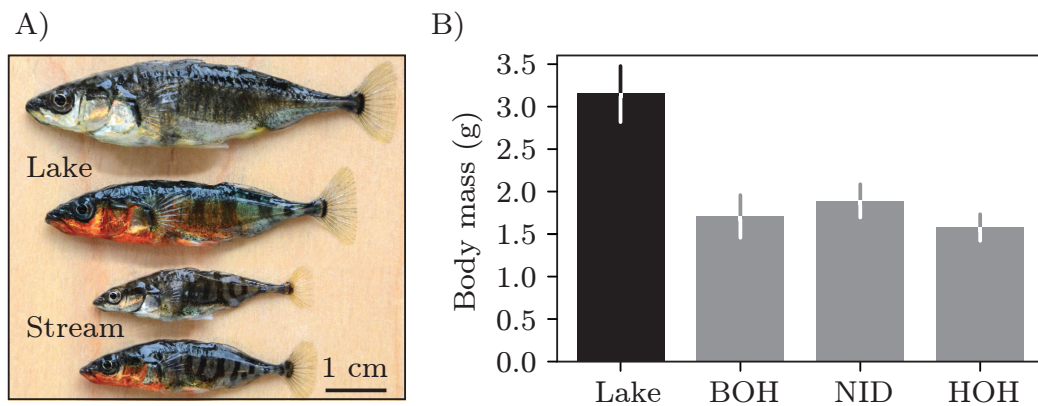 A)
Lake
Stream
1 cm
B)
Body mass (g)
3.5
3.0
2.5
2.0
1.5
1.0
0.5
0.0
Lake BOH NID HOH